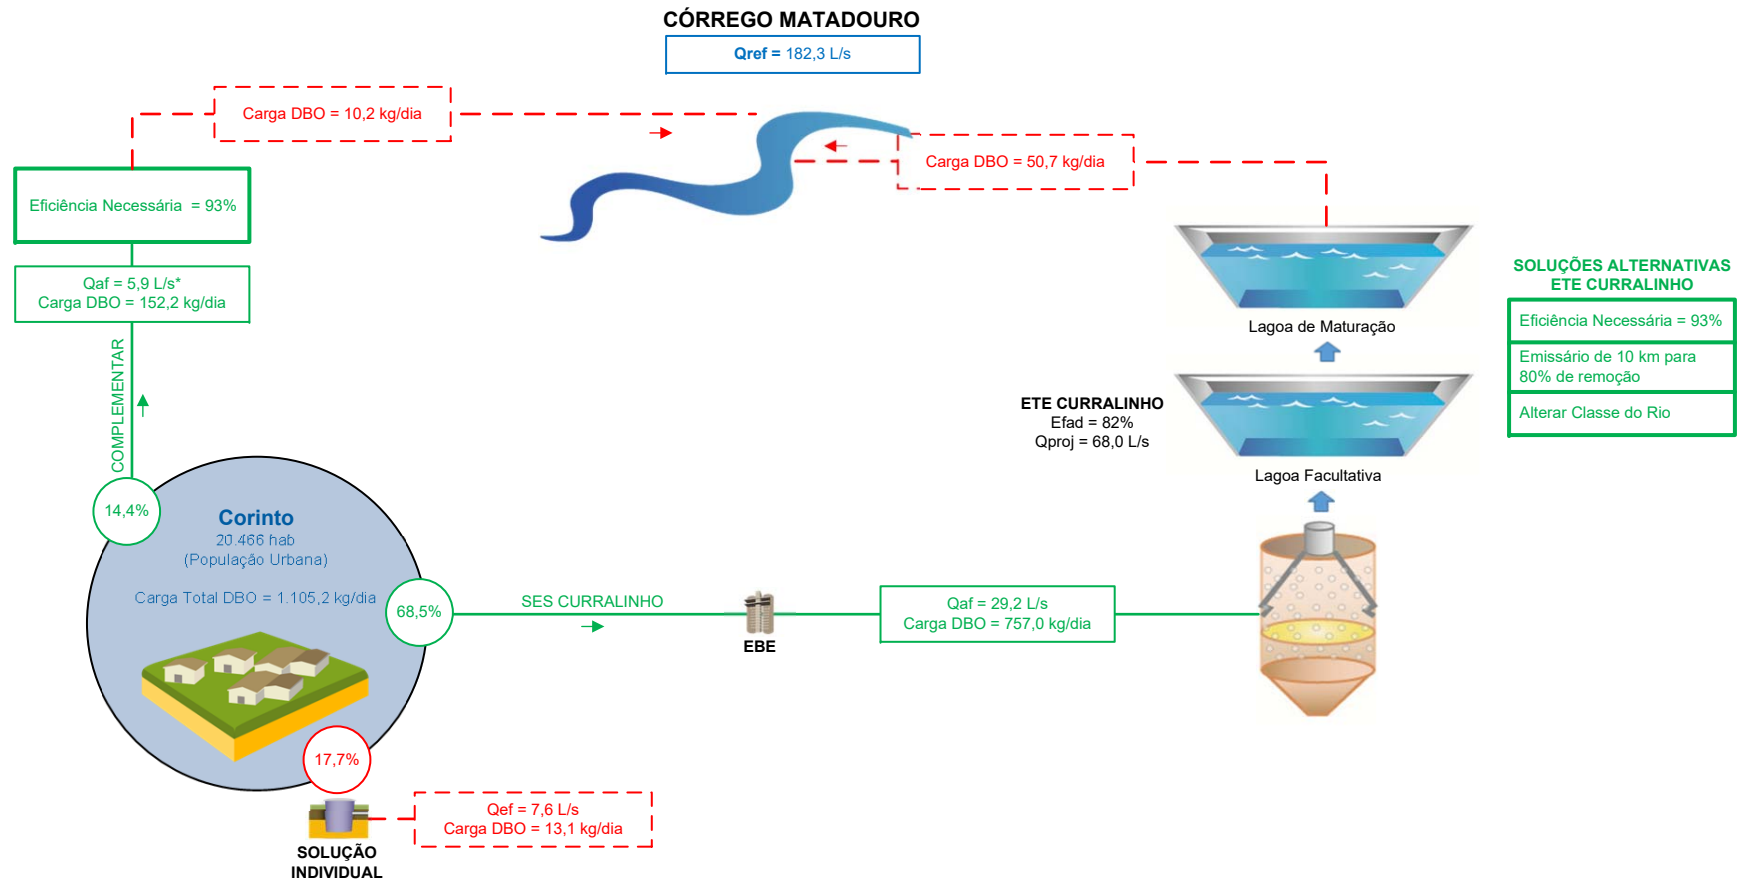 CÓRREGO MATADOURO
Qref = 182,3 L/s
Carga DBO = 10,2 kg/dia
Carga DBO = 50,7 kg/dia
Eficiência Necessária = 93%
Qaf = 5,9 L/s*
Carga DBO = 152,2 kg/dia
COMPLEMENTAR
14,4%
Corinto
20.466 hab
(População Urbana)
Carga Total DBO = 1.105,2 kg/dia
68,5%
SES CURRALINHO
EBE
Qaf = 29,2 L/s
Carga DBO = 757,0 kg/dia
17,7%
Qef = 7,6 L/s
Carga DBO = 13,1 kg/dia
SOLUÇÃO
INDIVIDUAL
Lagoa de Maturação
ETE CURRALINHO
Efad = 82%
Qproj = 68,0 L/s
Lagoa Facultativa
SOLUÇÕES ALTERNATIVAS
ETE CURRALINHO
Eficiência Necessária = 93%
Emissário de 10 km para
80% de remoção
Alterar Classe do Rio